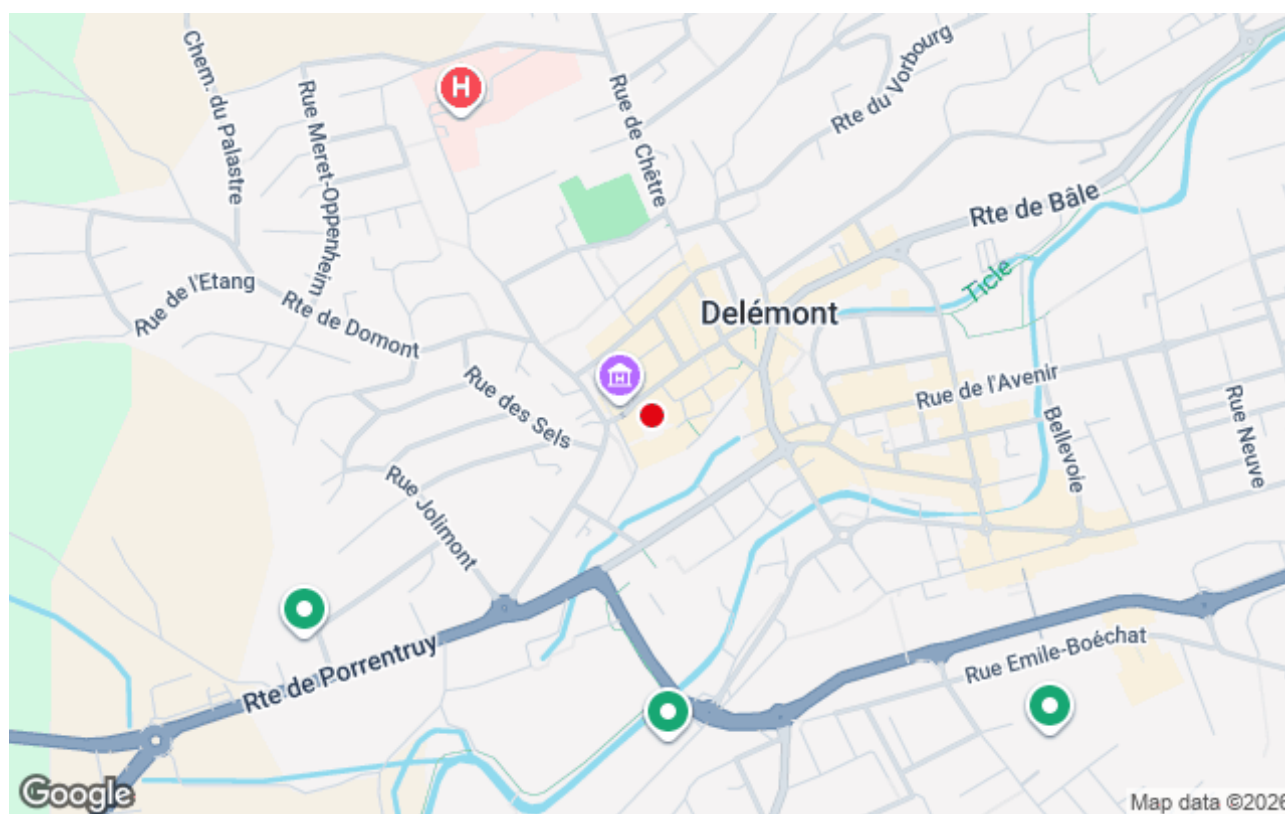 Chem. du Palastre
Rue Meret-Oppenheim
H
Rue de Chêtre
Rte du Vorbourg
Rte de Bâle
Rue de l'Etang
Rte de Domont
Delémont
Ticle
Rue de l'Avenir
Rue des Sels
Bellevoie
Rue Neuve
Rue Jolimont
Rte de Porrentruy
Rue Emile-Boéchat
Google
Map data ©2026